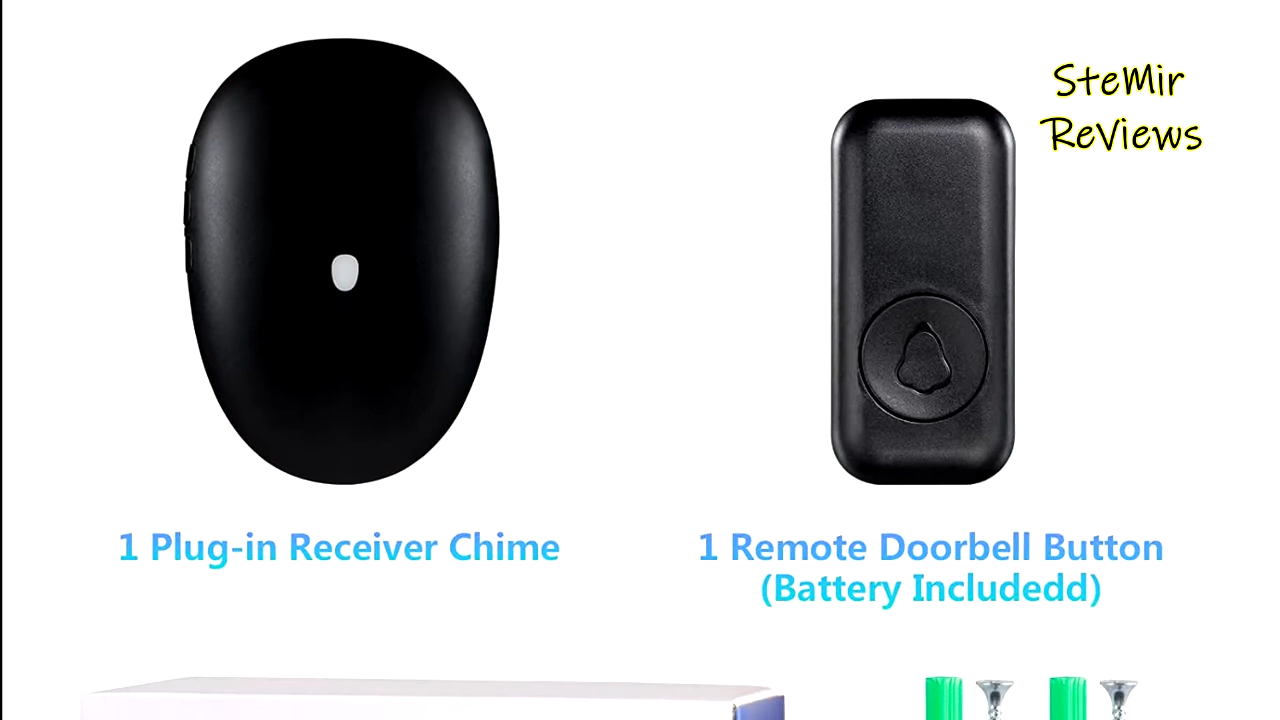 SteMir
ReViews
1 Plug-in Receiver Chime
1 Remote Doorbell Button
(Battery Includedd)